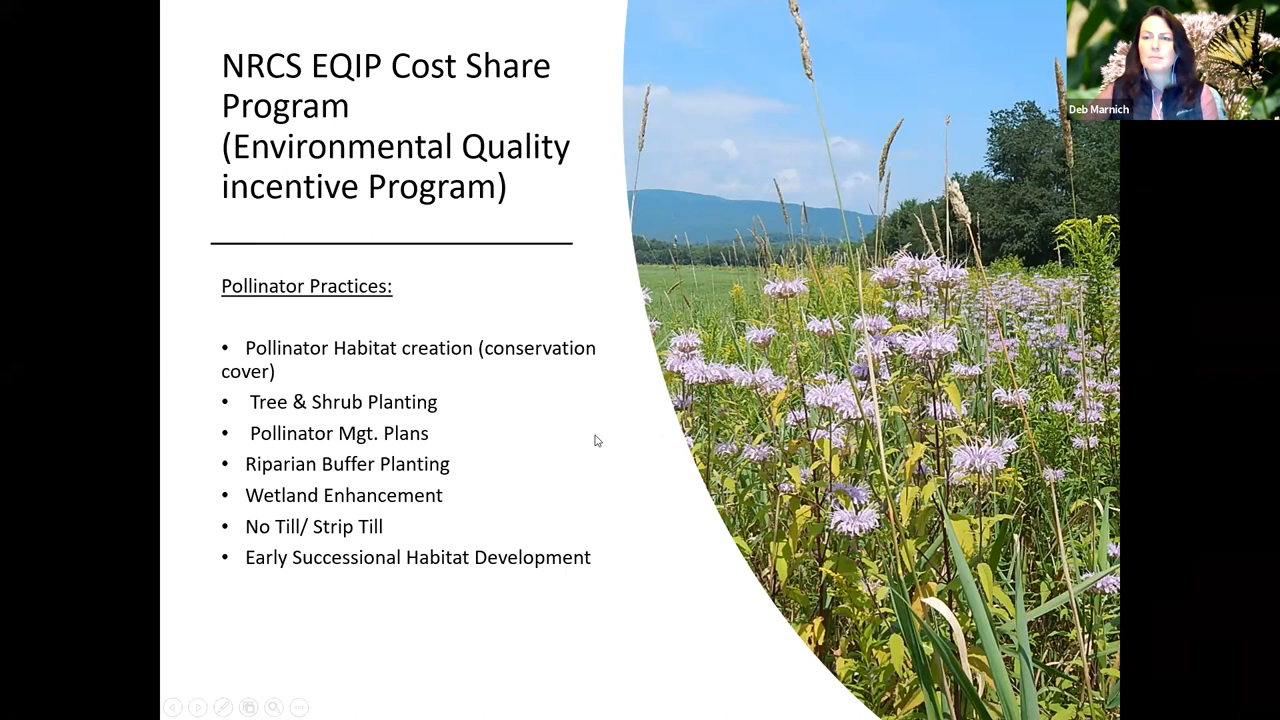 NRCS EQIP Cost Share
Program
(Environmental Quality
incentive Program)
Pollinator Practices:
• Pollinator Habitat creation (conservation
cover)
• Tree & Shrub Planting
• Pollinator Mgt. Plans
• Riparian Buffer Planting
• Wetland Enhancement
• No Till/ Strip Till
• Early Successional Habitat Development
Deb Marnich